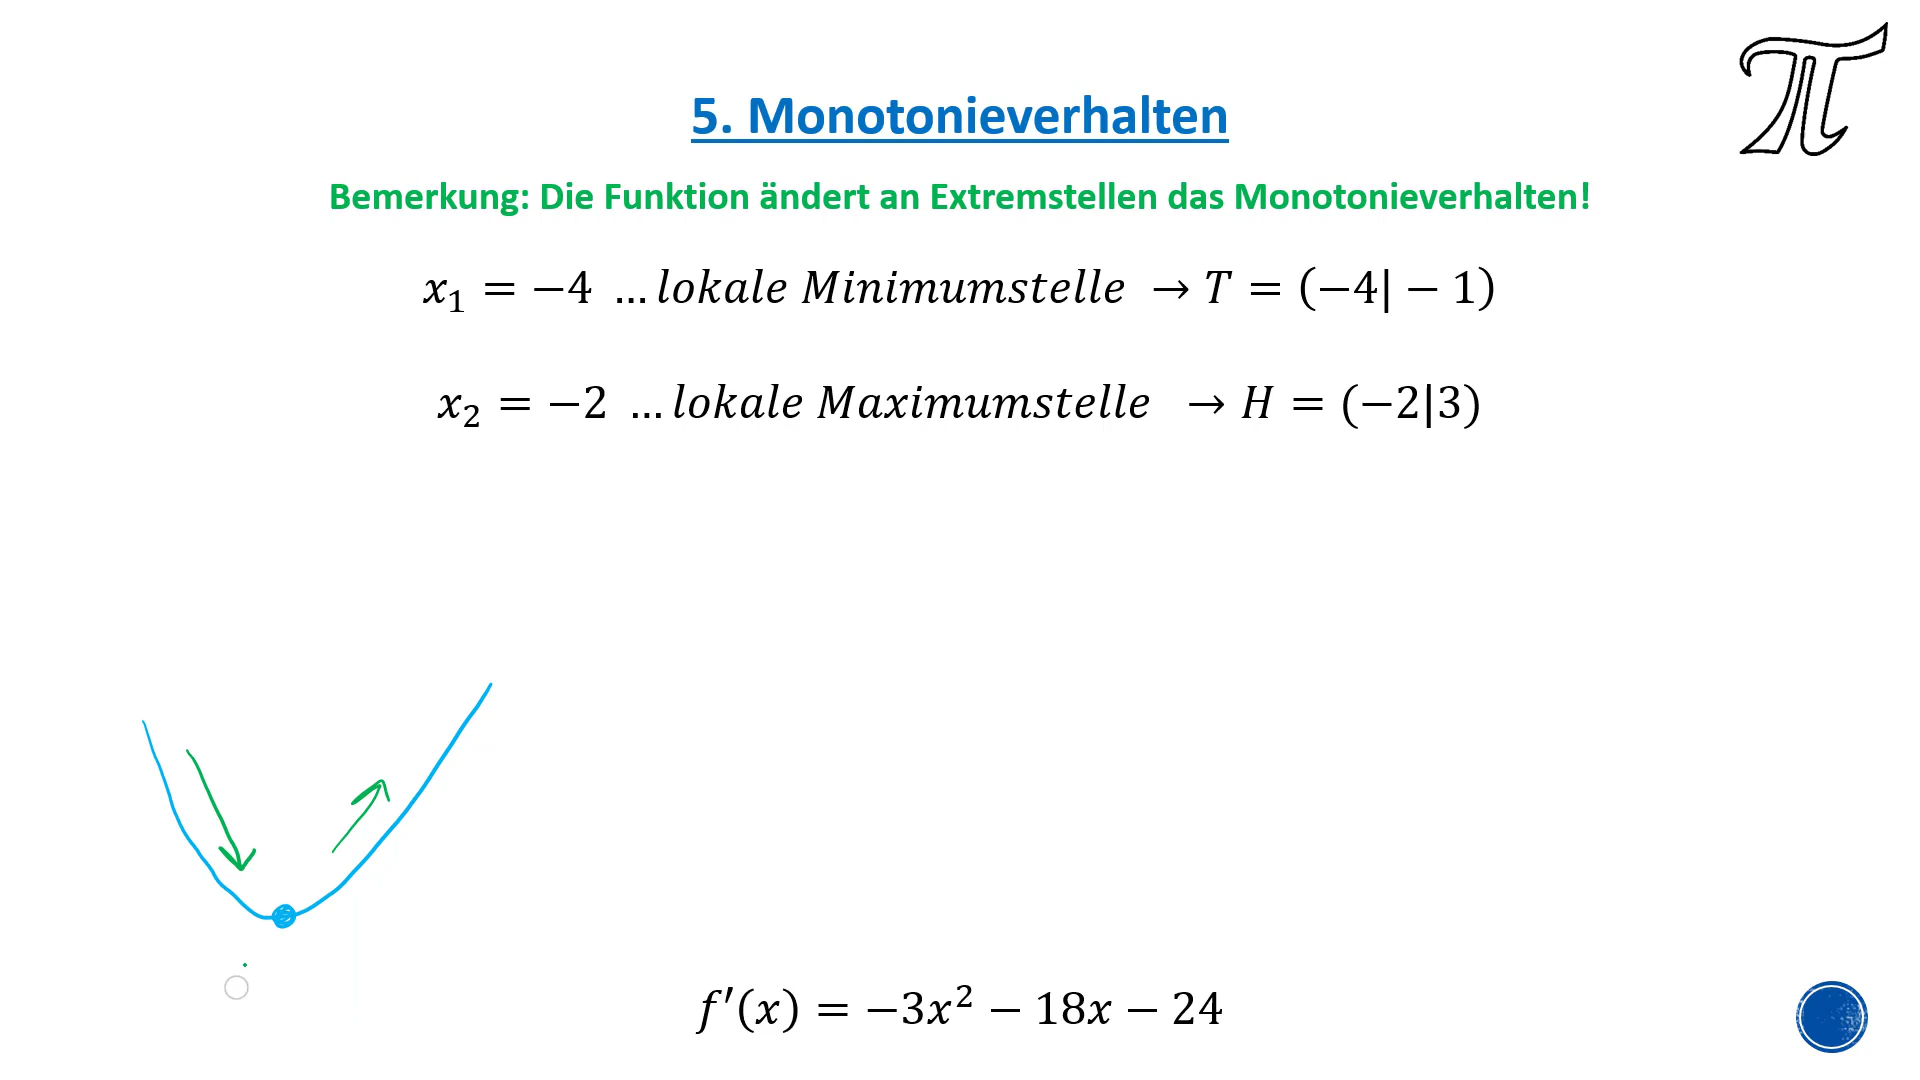 5. Monotonieverhalten
Bemerkung: Die Funktion ändert an Extremstellen das Monotonieverhalten!
x₁ = −4 … lokale Minimumstelle → T = (−4| − 1)
x₂ = −2 … lokale Maximumstelle → H = (−2|3)
f′(x) = −3x² − 18x − 24